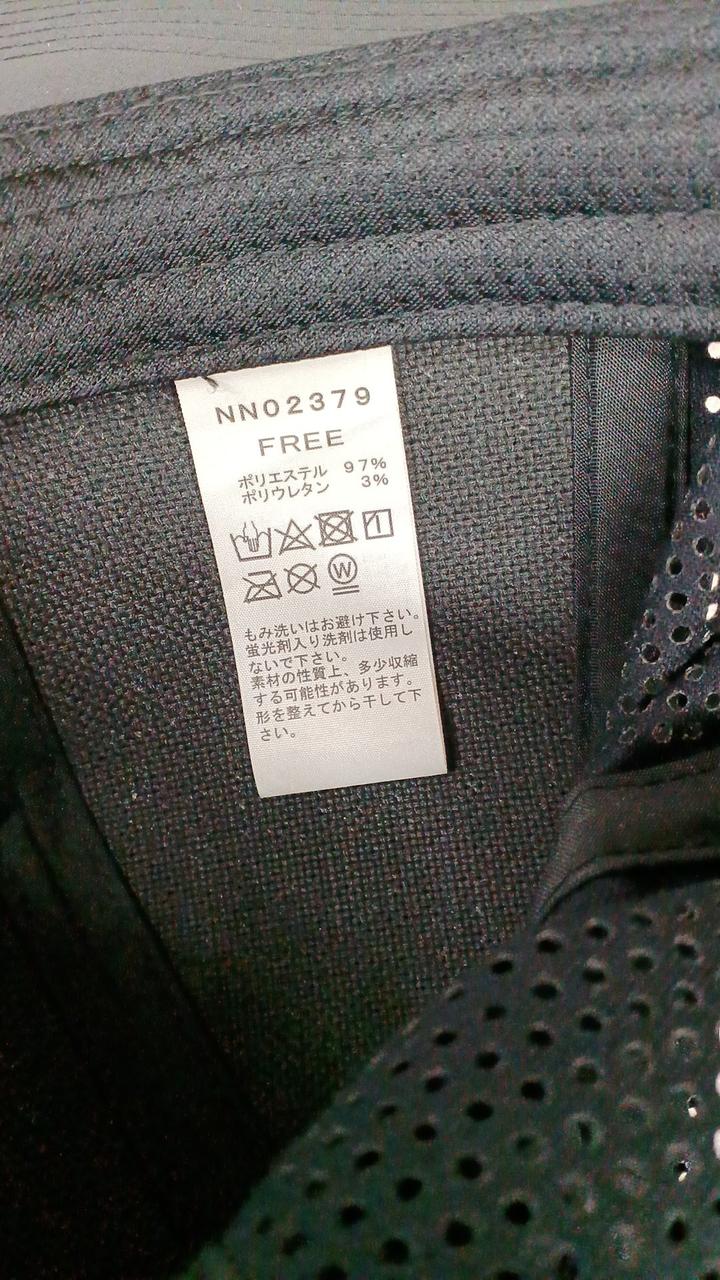 NN02379
FREE
ポリエステル 97%
ポリウレタン 3%
W
もみ洗いはお避け下さい。
蛍光剤入り洗剤は使用し
ないで下さい。
素材の性質上、多少収縮
する可能性があります。
形を整えてから干して下
さい。